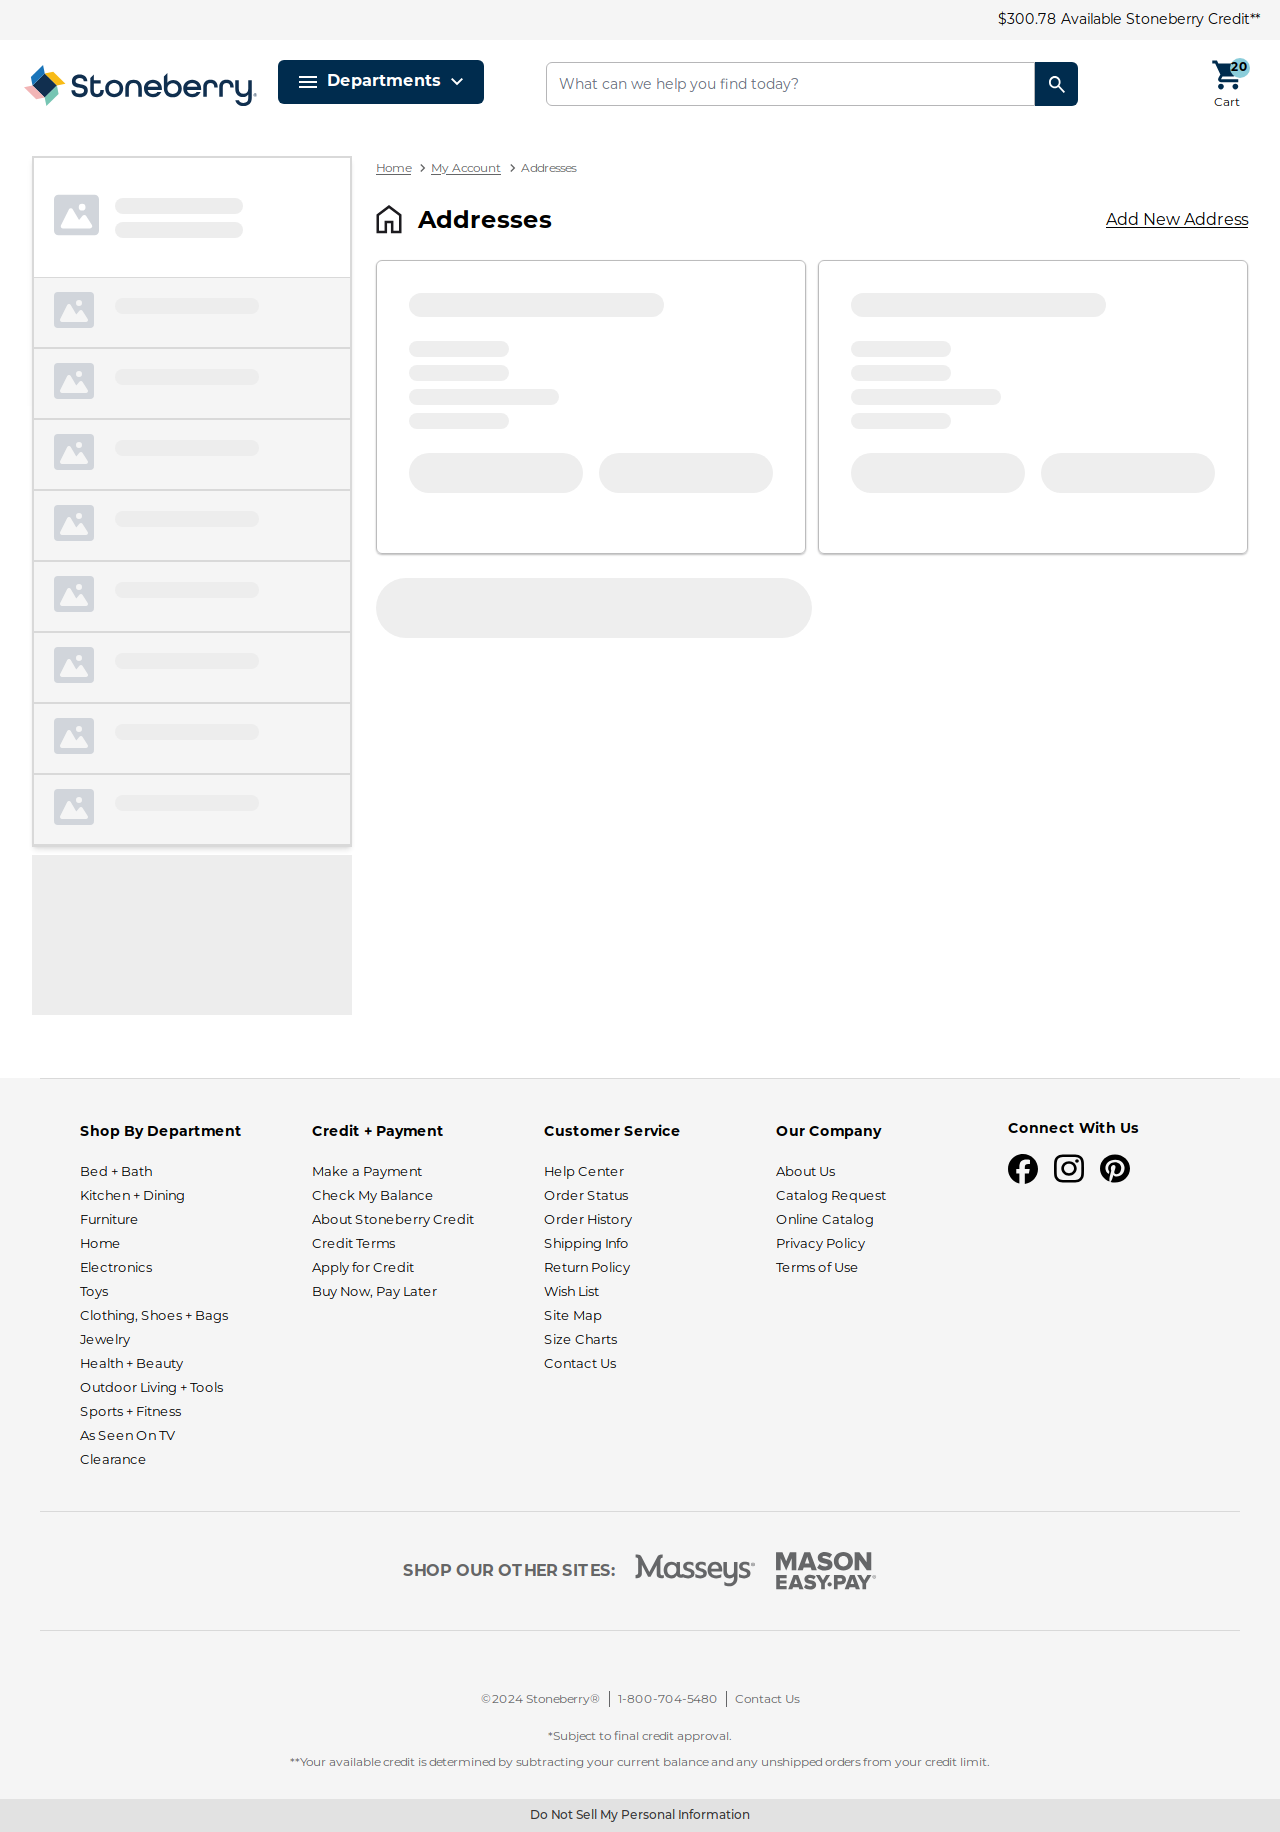 $300.78 Available Stoneberry Credit**
Stoneberry®
Departments
What can we help you find today?
20
Cart
Home > My Account > Addresses
Addresses
Add New Address
Shop By Department
Bed + Bath
Kitchen + Dining
Furniture
Home
Electronics
Toys
Clothing, Shoes + Bags
Jewelry
Health + Beauty
Outdoor Living + Tools
Sports + Fitness
As Seen On TV
Clearance
Credit + Payment
Make a Payment
Check My Balance
About Stoneberry Credit
Credit Terms
Apply for Credit
Buy Now, Pay Later
Customer Service
Help Center
Order Status
Order History
Shipping Info
Return Policy
Wish List
Site Map
Size Charts
Contact Us
Our Company
About Us
Catalog Request
Online Catalog
Privacy Policy
Terms of Use
Connect With Us
SHOP OUR OTHER SITES:
Masseys®
MASON
EASY•PAY®
©2024 Stoneberry® | 1-800-704-5480 | Contact Us
*Subject to final credit approval.
**Your available credit is determined by subtracting your current balance and any unshipped orders from your credit limit.
Do Not Sell My Personal Information